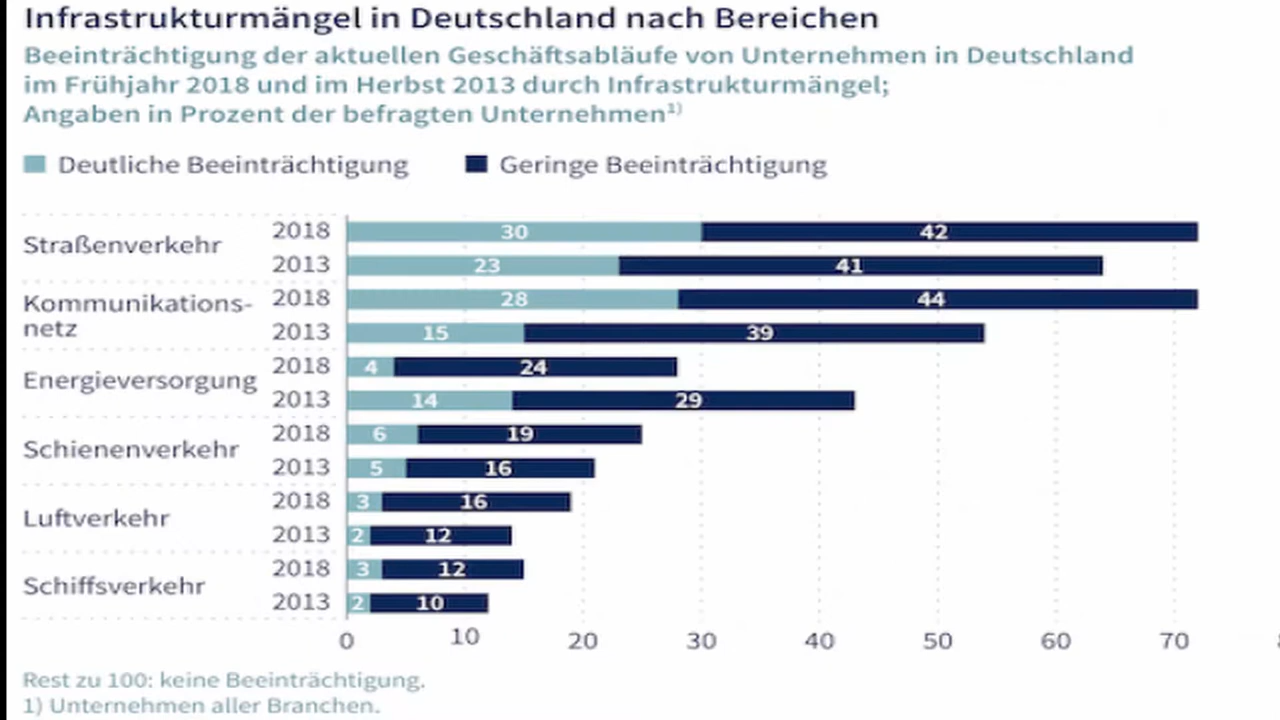 Infrastrukturmängel in Deutschland nach Bereichen
Beeinträchtigung der aktuellen Geschäftsabläufe von Unternehmen in Deutschland
im Frühjahr 2018 und im Herbst 2013 durch Infrastrukturmängel;
Angaben in Prozent der befragten Unternehmen¹⁾
Deutliche Beeinträchtigung Geringe Beeinträchtigung
Straßenverkehr
2018 30 42
2013 23 41
Kommunikations-
netz
2018 28 44
2013 15 39
Energieversorgung
2018 4 24
2013 14 29
Schienenverkehr
2018 6 19
2013 5 16
Luftverkehr
2018 3 16
2013 2 12
Schiffsverkehr
2018 3 12
2013 2 10
0 10 20 30 40 50 60 70
Rest zu 100: keine Beeinträchtigung.
1) Unternehmen aller Branchen.